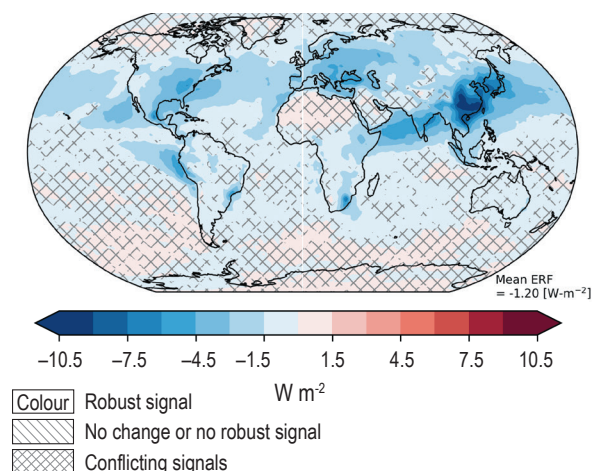 Mean ERF
= -1.20 [W-m⁻²]
−10.5 −7.5 −4.5 −1.5 1.5 4.5 7.5 10.5
W m⁻²
Colour Robust signal
No change or no robust signal
Conflicting signals